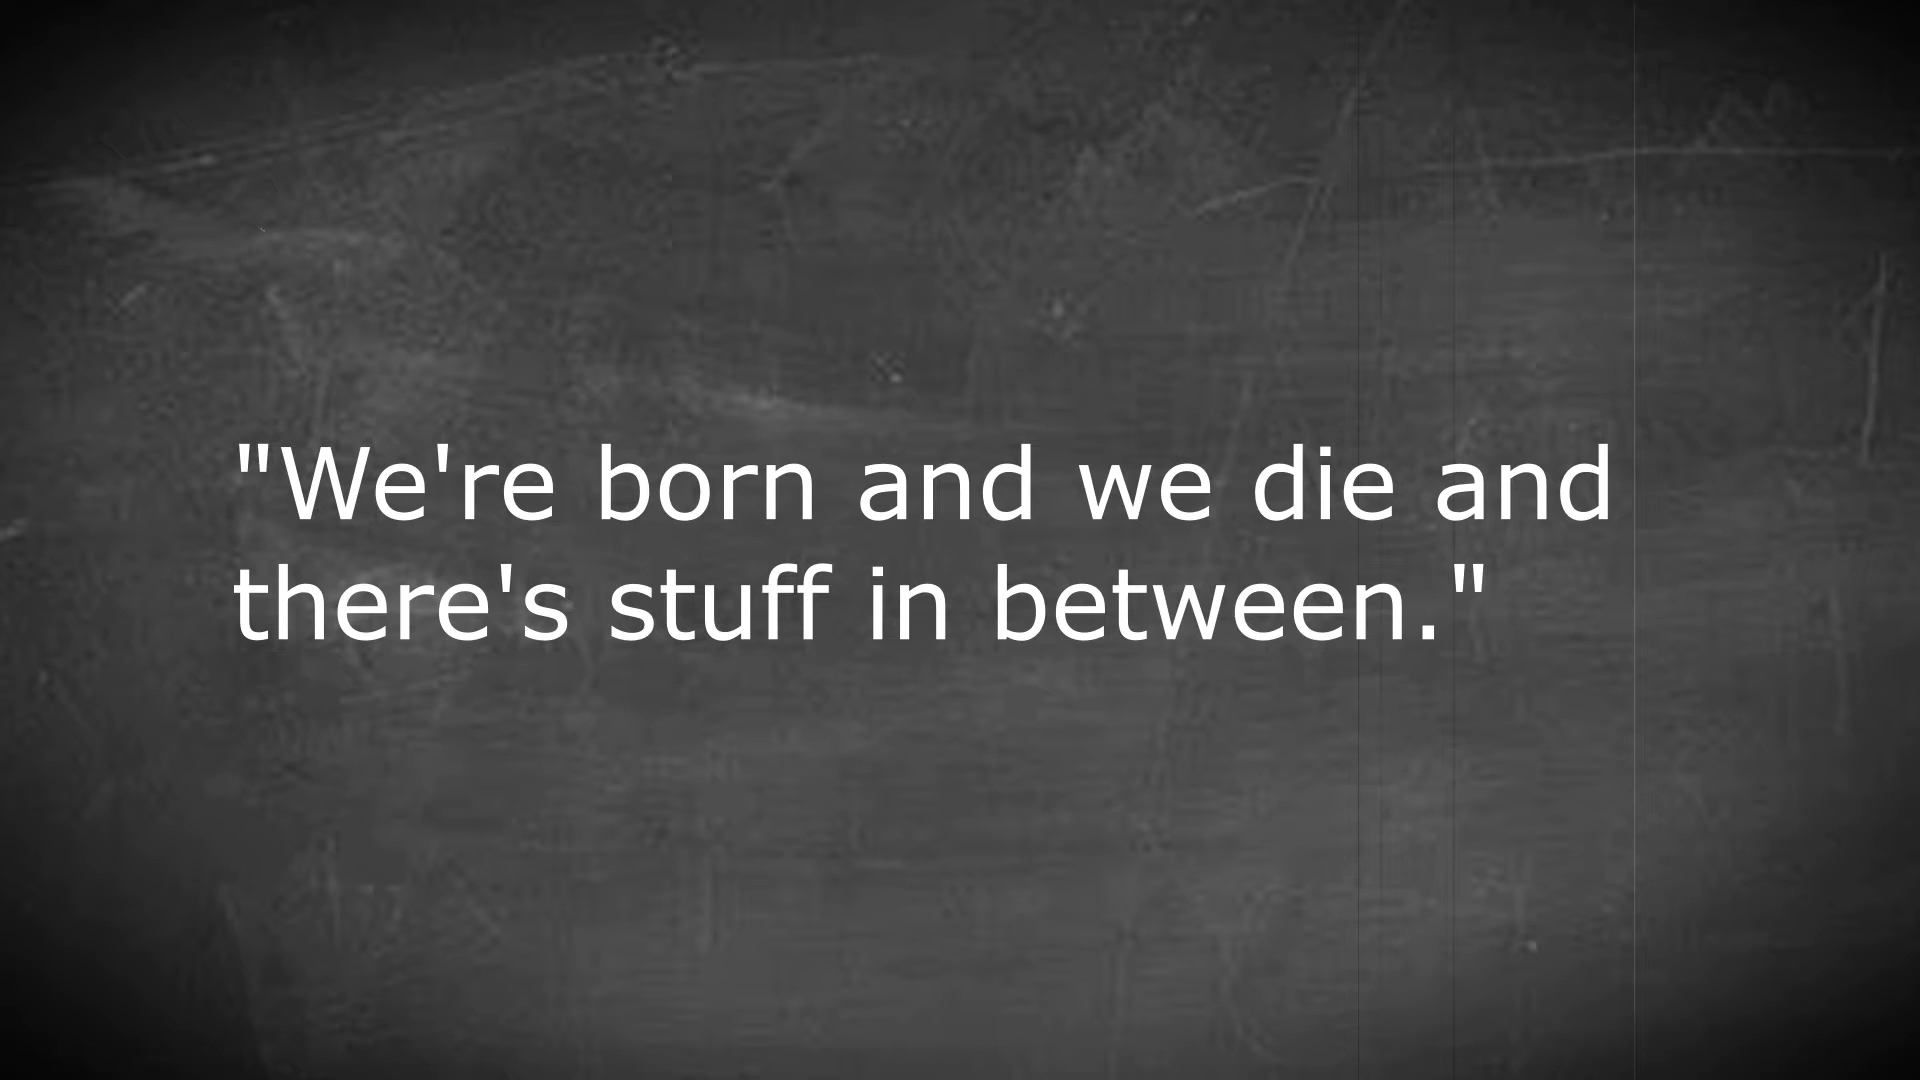 "We're born and we die and
there's stuff in between."